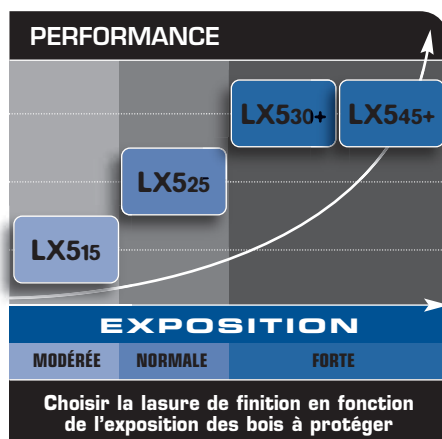 PERFORMANCE
LX530+ LX545+
LX525
LX515
EXPOSITION
MODÉRÉE NORMALE FORTE
Choisir la lasure de finition en fonction
de l'exposition des bois à protéger